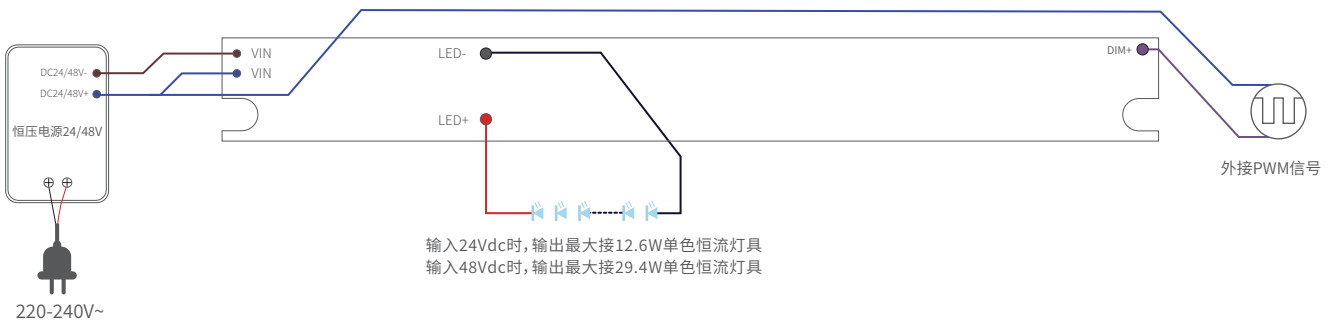 VIN
VIN
LED-
LED+
DIM+
DC24/48V-
DC24/48V+
恒压电源24/48V
外接PWM信号
输入24Vdc时,输出最大接12.6W单色恒流灯具
输入48Vdc时,输出最大接29.4W单色恒流灯具
220-240V~